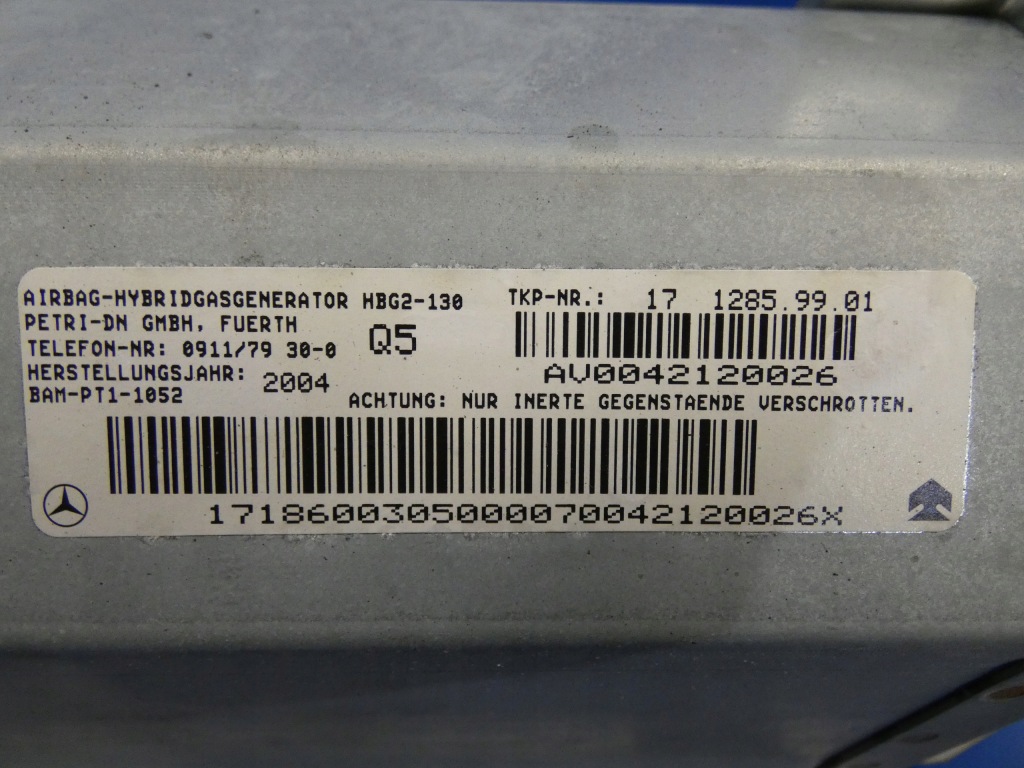 AIRBAG-HYBRIDGASGENERATOR HBG2-130
PETRI-DN GMBH, FUERTH
TELEFON-NR: 0911/79 30-0
Q5
HERSTELLUNGSJAHR: 2004
BAM-PT1-1052
TKP-NR.: 17 1285.99.01
AV0042120026
ACHTUNG: NUR INERTE GEGENSTAENDE VERSCHROTTEN.
1718600305000070042120026X